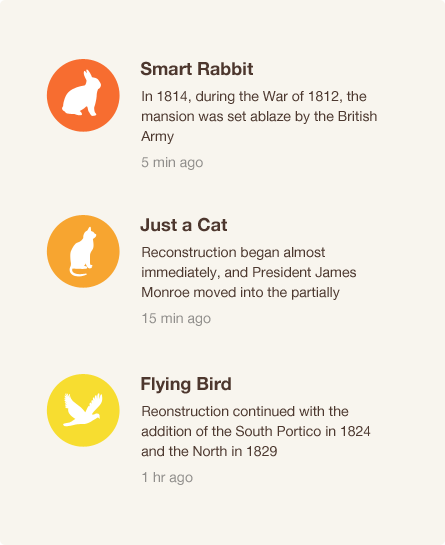 Smart Rabbit
In 1814, during the War of 1812, the
mansion was set ablaze by the British
Army
5 min ago
Just a Cat
Reconstruction began almost
immediately, and President James
Monroe moved into the partially
15 min ago
Flying Bird
Reonstruction continued with the
addition of the South Portico in 1824
and the North in 1829
1 hr ago